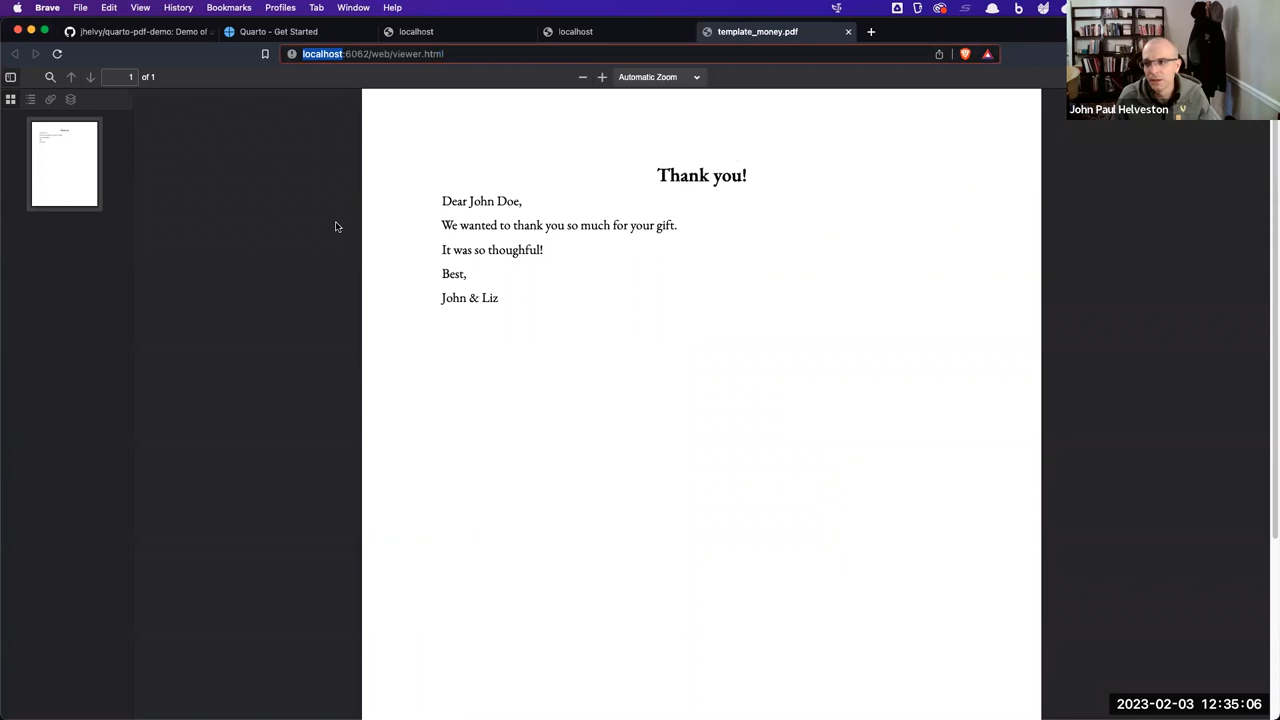 Brave File Edit View History Bookmarks Profiles Tab Window Help
jhelvy/quarto-pdf-demo: Demo of
Quarto - Get Started
localhost
localhost
template_money.pdf
localhost:6062/web/viewer.html
1 of 1
Automatic Zoom
John Paul Helveston
Thank you!
Dear John Doe,
We wanted to thank you so much for your gift.
It was so thoughful!
Best,
John & Liz
2023-02-03 12:35:06